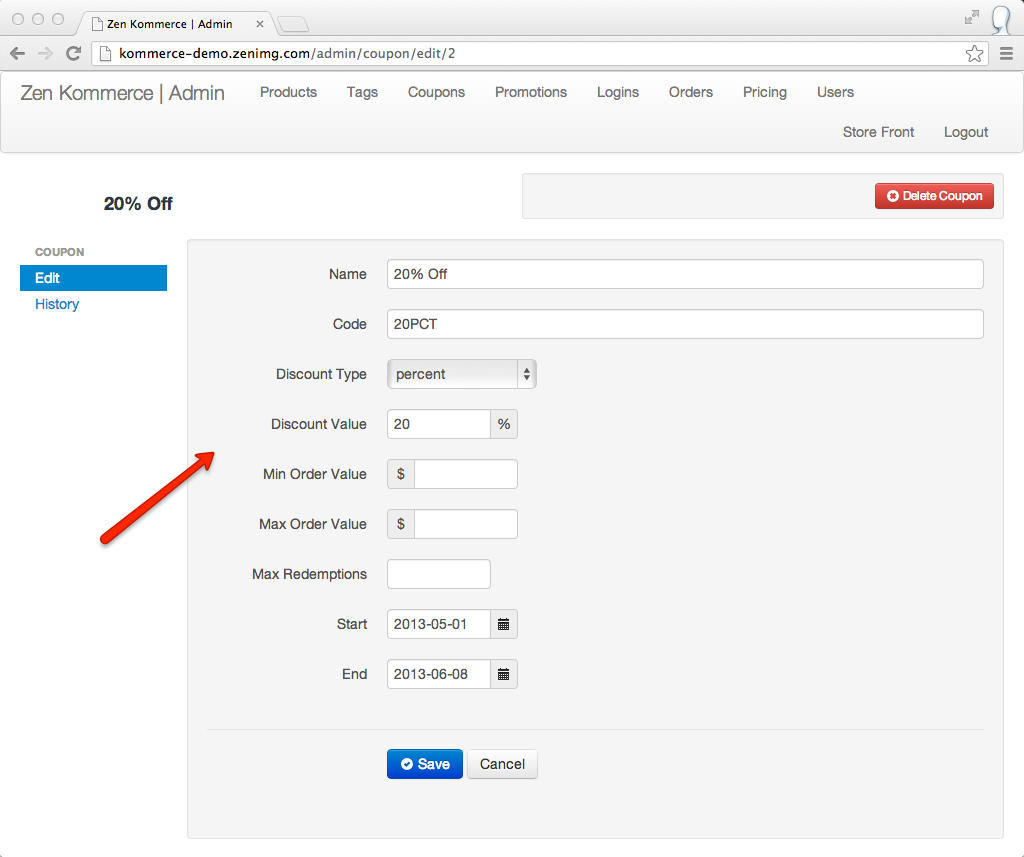 Zen Kommerce | Admin
kommerce-demo.zenimg.com/admin/coupon/edit/2
Zen Kommerce | Admin Products Tags Coupons Promotions Logins Orders Pricing Users
Store Front Logout
20% Off
Delete Coupon
COUPON
Edit
History
Name 20% Off
Code 20PCT
Discount Type percent
Discount Value 20 %
Min Order Value $
Max Order Value $
Max Redemptions
Start 2013-05-01
End 2013-06-08
Save Cancel